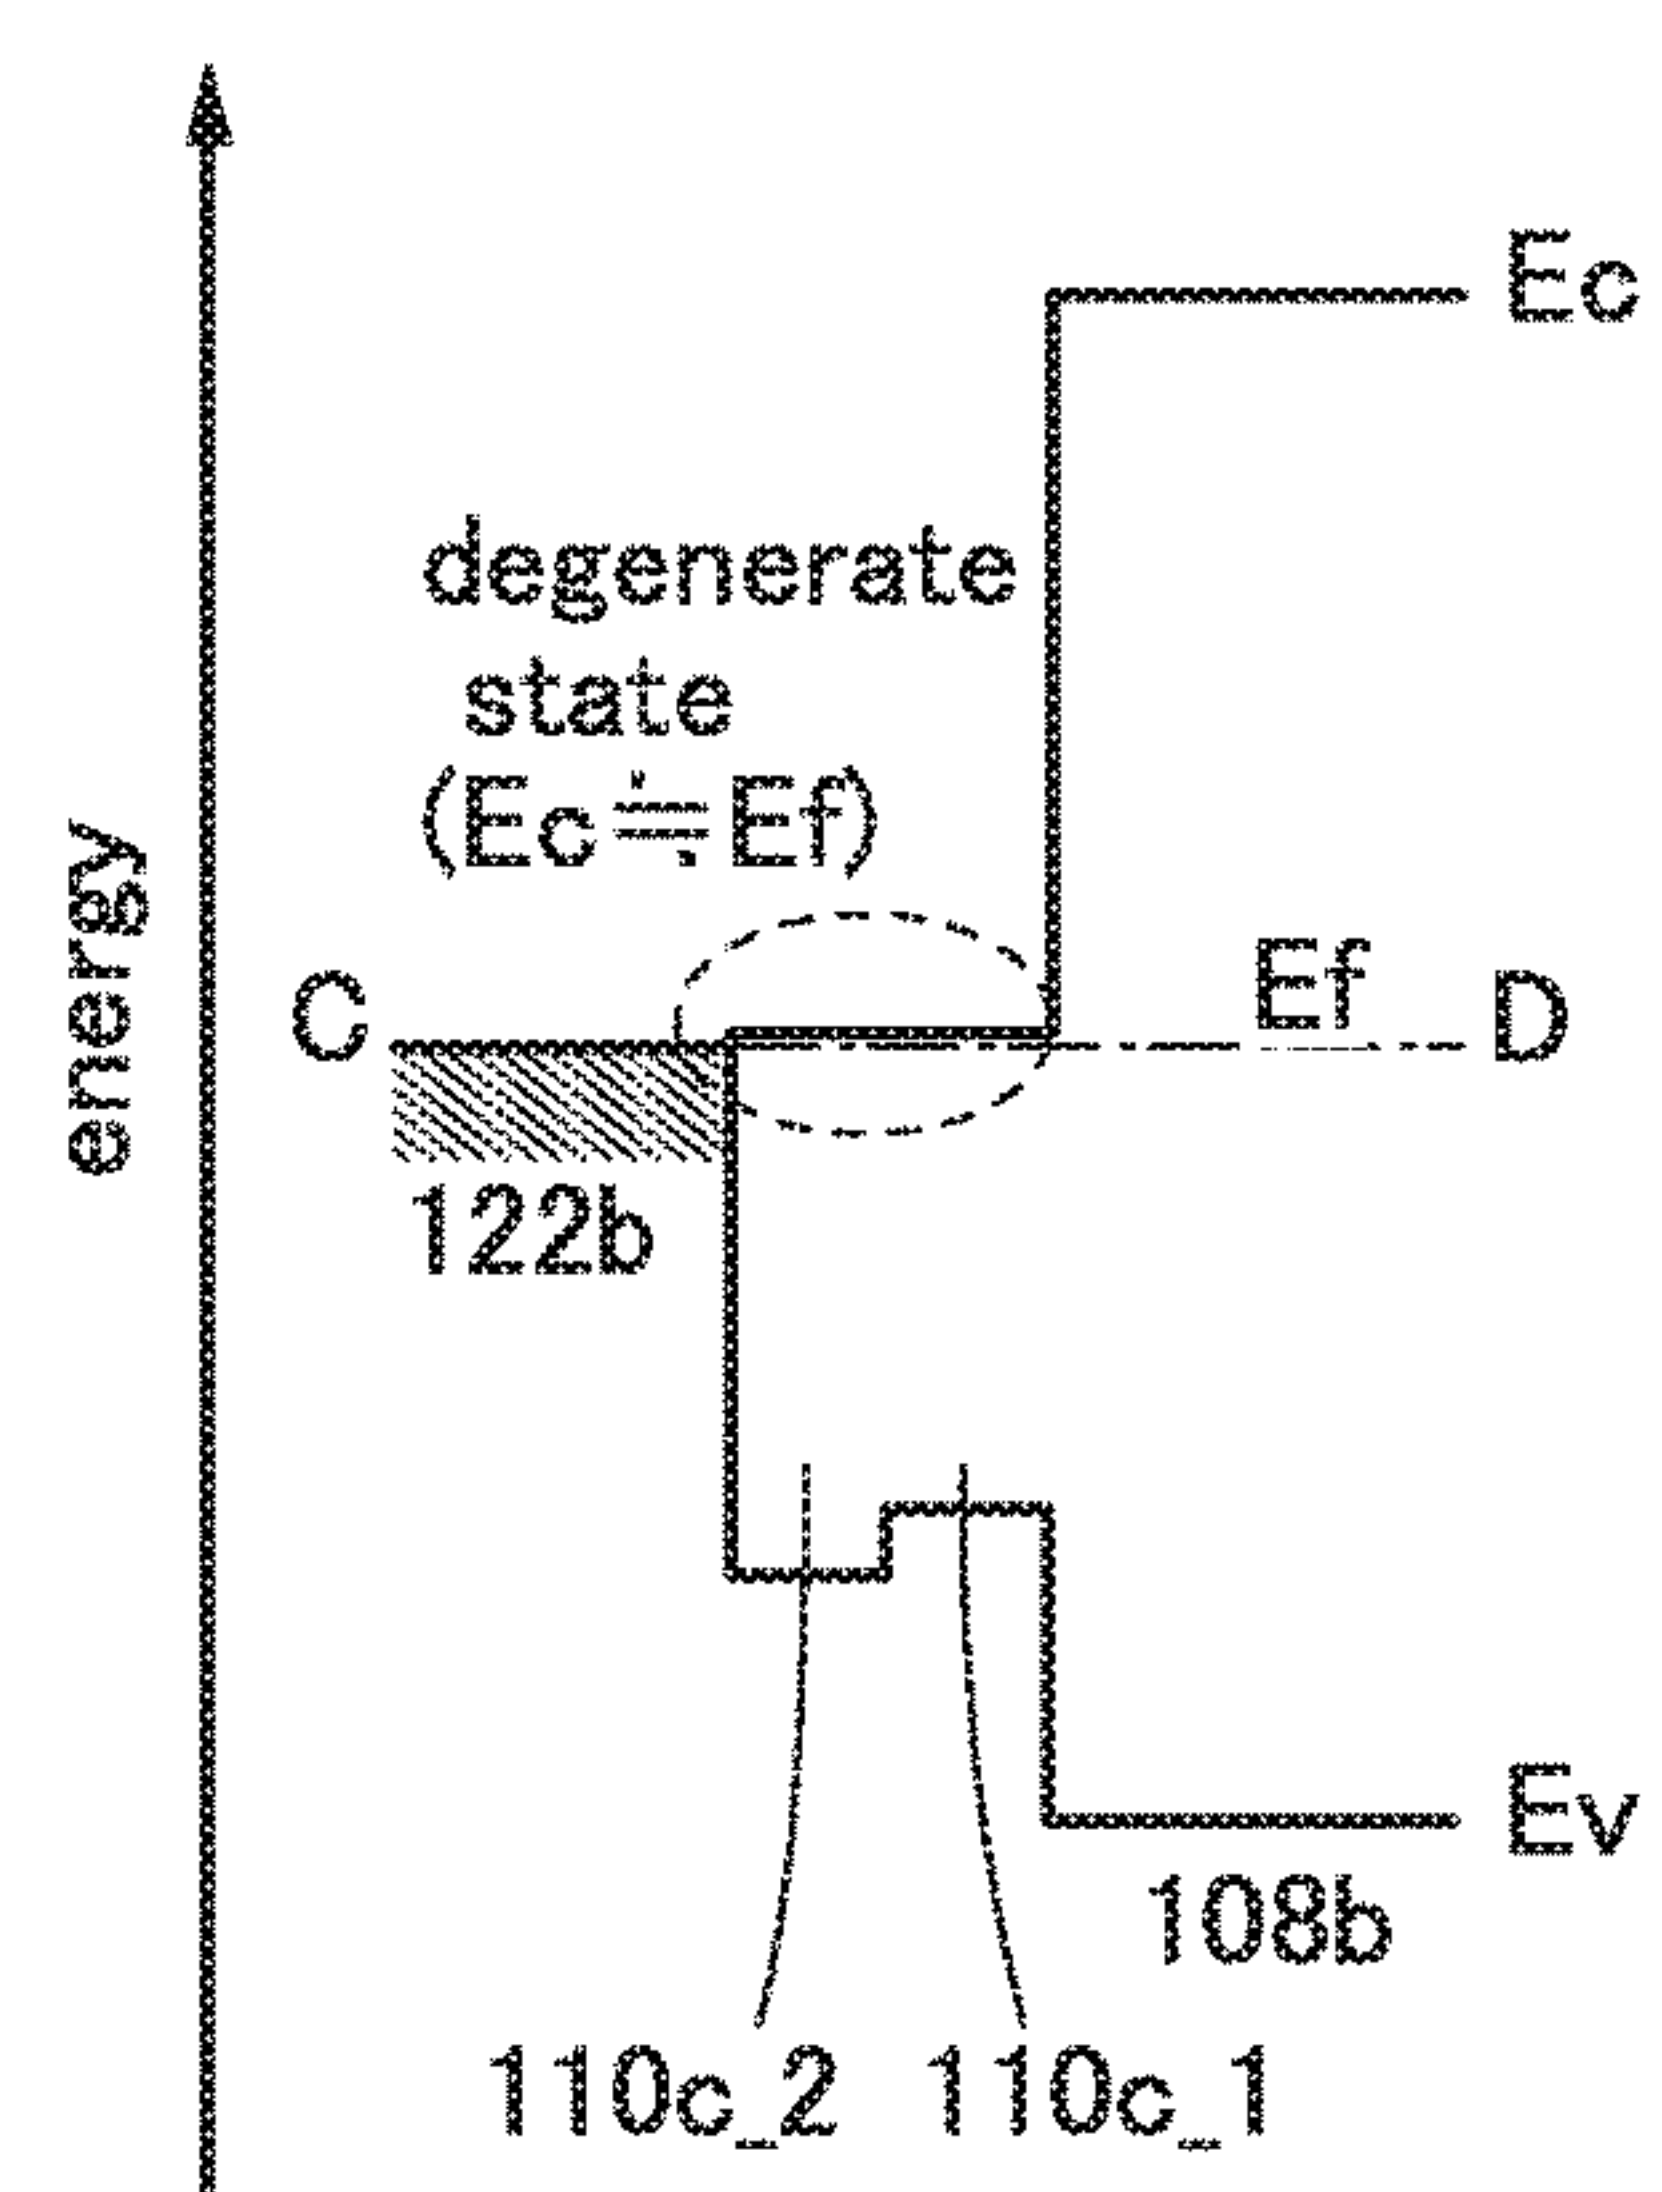 Ec
degenerate
state
(Ec≒Ef)
energy
C
Ef
D
122b
Ev
108b
110c_2
110c_1